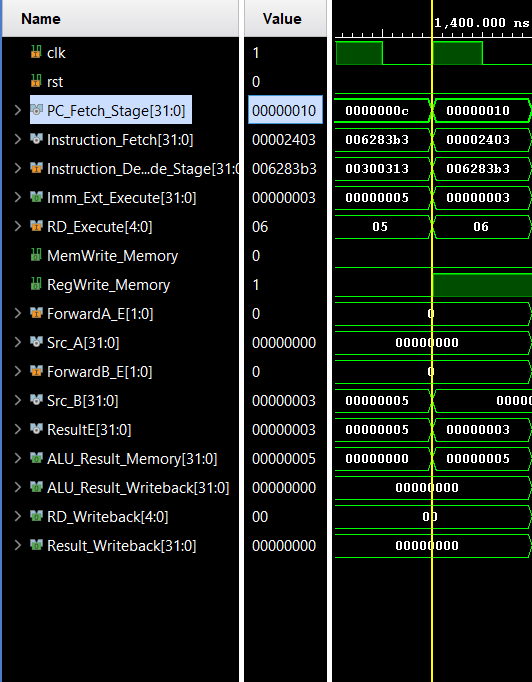 Name Value 1,400.000 ns
clk 1
rst 0
PC_Fetch_Stage[31:0] 00000010 0000000c 00000010
Instruction_Fetch[31:0] 00002403 006283b3 00002403
Instruction_De...de_Stage[31:0 006283b3 00300313 006283b3
Imm_Ext_Execute[31:0] 00000003 00000005 00000003
RD_Execute[4:0] 06 05 06
MemWrite_Memory 0
RegWrite_Memory 1
ForwardA_E[1:0] 0 0
Src_A[31:0] 00000000 00000000
ForwardB_E[1:0] 0 0
Src_B[31:0] 00000003 00000005 00000
ResultE[31:0] 00000003 00000005 00000003
ALU_Result_Memory[31:0] 00000005 00000000 00000005
ALU_Result_Writeback[31:0] 00000000 00000000
RD_Writeback[4:0] 00 00
Result_Writeback[31:0] 00000000 00000000